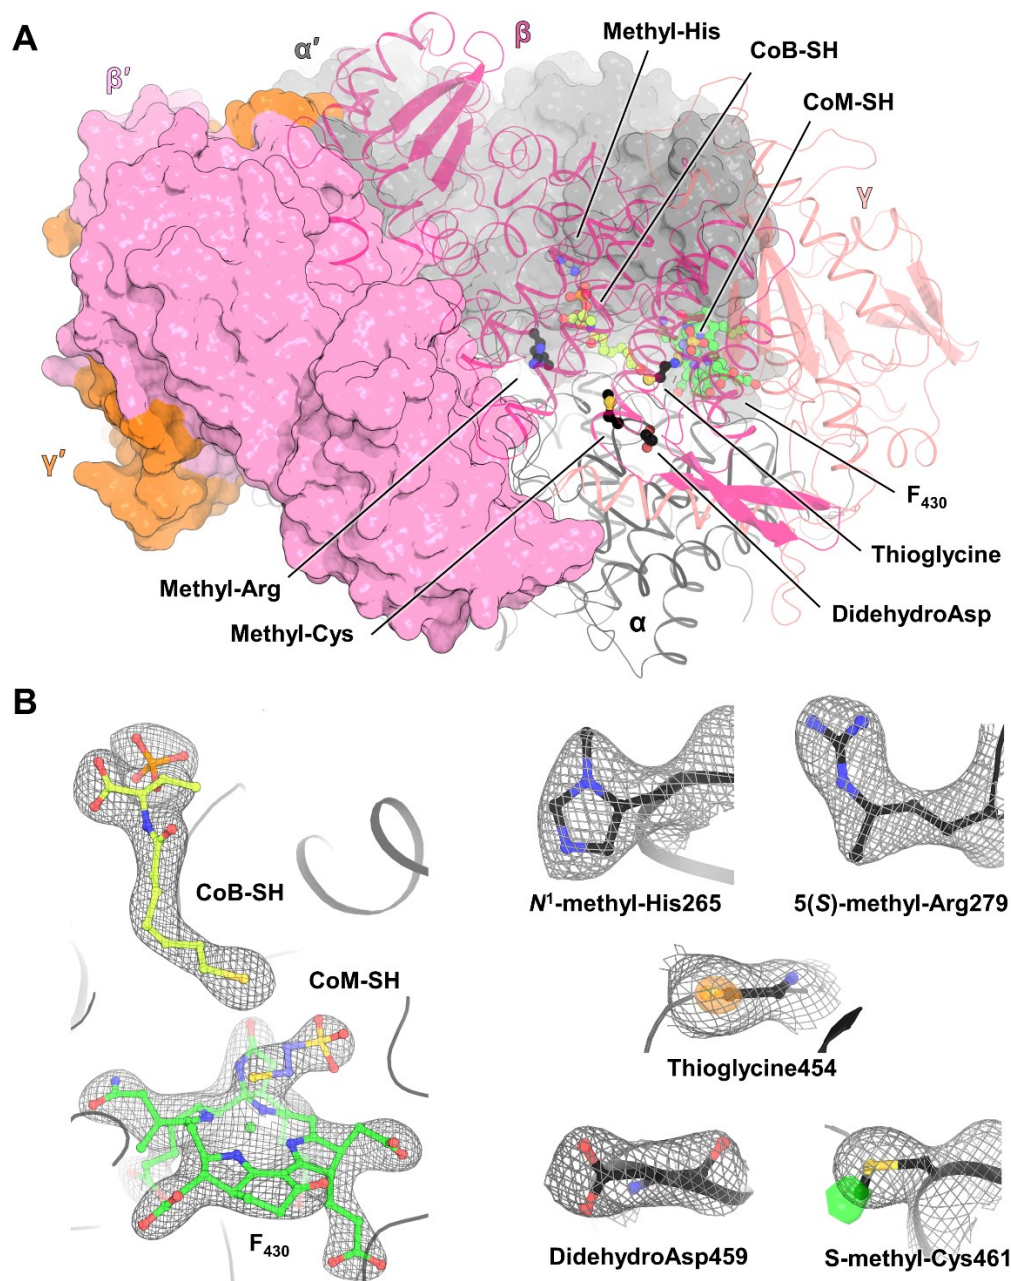 A
β
Methyl-His
α′
CoB-SH
β′
CoM-SH
γ
γ′
F430
Thioglycine
Methyl-Arg
DidehydroAsp
Methyl-Cys
α
B
CoB-SH
N1-methyl-His265
5(S)-methyl-Arg279
CoM-SH
Thioglycine454
F430
DidehydroAsp459
S-methyl-Cys461